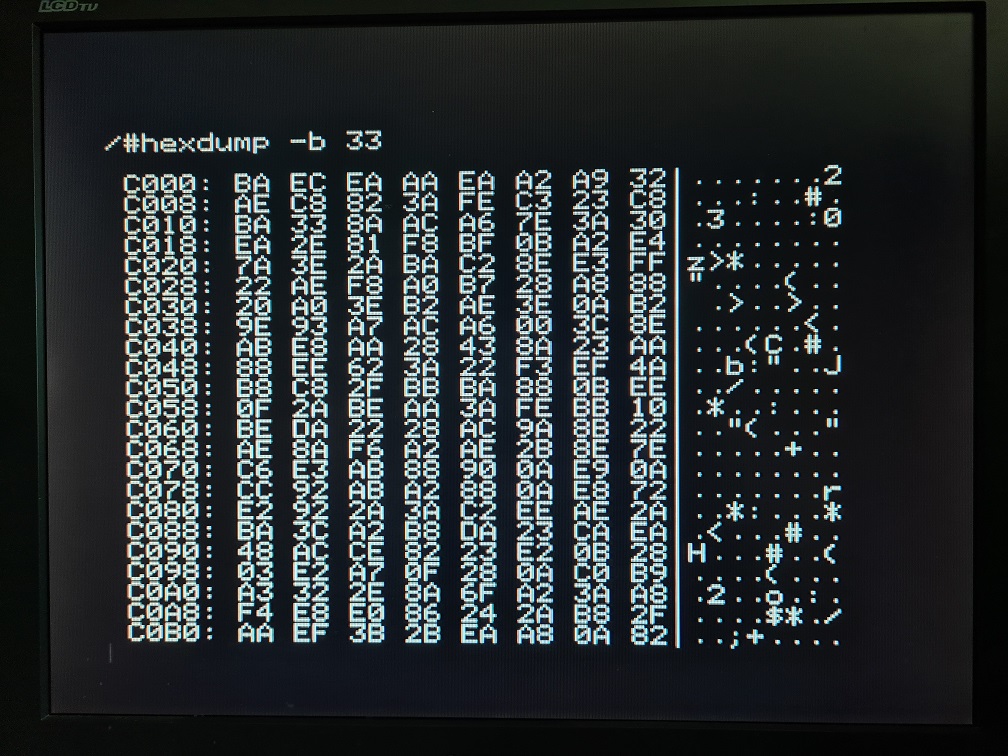 LCD TV
/#hexdump -b 33
C000: BA EC EA AA EA A2 A9 32 | .......2
C008: AE C8 82 3A FE C3 23 C8 | ...:..#.
C010: BA 33 8A AC A6 7E 3A 30 | .3....:0
C018: EA 2E 81 F8 BF 0B A2 E4 | ........
C020: 7A 3E 2A BA C2 8E E3 FF | z>*.....
C028: 22 AE F8 A0 B7 28 A8 88 | "....(..
C030: 20 A0 3E B2 AE 3E 0A B2 | ..>..>..
C038: 9E 93 A7 AC A6 00 3C 8E | ......<.
C040: AB E8 AA 28 43 8A 23 AA | ...(C.#.
C048: 88 EE 62 3A 22 F3 EF 4A | ..b:"..J
C050: B8 C8 2F BB BA 88 0B EE | ../.....
C058: 0F 2A BE AA 3A FE BB 10 | .*..:...
C060: BE DA 22 28 AC 9A 8B 22 | .."(..."
C068: AE 8A F6 A2 AE 2B 8E 7E | .....+..
C070: C6 E3 AB 88 90 0A E9 0A | ........
C078: CC 92 AB A2 88 0A E8 72 | .......r
C080: E2 92 2A 3A C2 EE AE 2A | ..*:...*
C088: BA 3C A2 B8 DA 23 CA EA | .<...#..
C090: 48 AC CE 82 23 E2 0B 28 | H...#..(
C098: 03 E2 A7 0F 28 0A C0 B9 | ....(...
C0A0: A3 32 2E 8A 6F A2 3A A8 | .2..o.:.
C0A8: F4 E8 E0 86 24 2A B8 2F | ....$*./
C0B0: AA EF 3B 2B EA A8 0A 82 | ..;+....